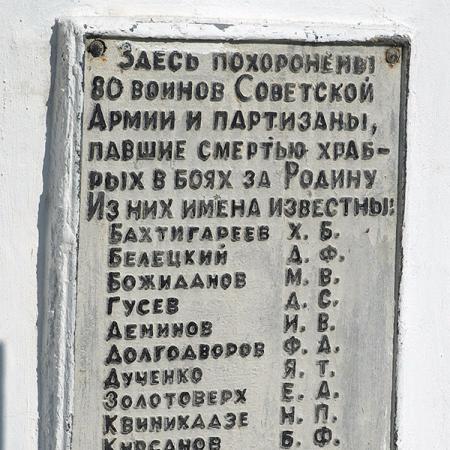 Здесь похоронены
80 воинов Советской
Армии и партизаны,
павшие смертью храб-
рых в боях за Родину
Из них имена известны:
Бахтигареев Х. Б.
Белецкий Д. Ф.
Божиданов М. В.
Гусев Д. С.
Деминов И. В.
Долгодворов Ф. Д.
Дученко Я. Т.
Золотоверх Е. Д.
Квиникадзе Н. П.
Кирсанов Б. Ф.